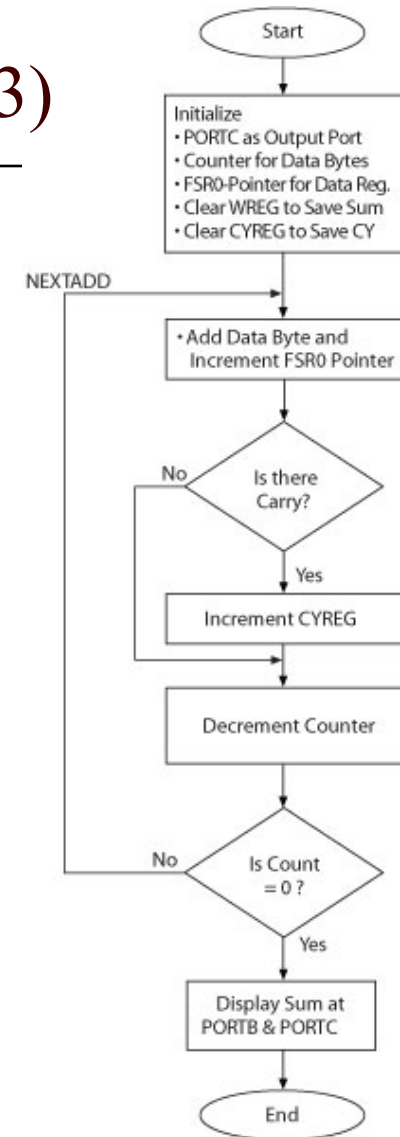 3)
Start
Initialize
• PORTC as Output Port
• Counter for Data Bytes
• FSR0-Pointer for Data Reg.
• Clear WREG to Save Sum
• Clear CYREG to Save CY
NEXTADD
• Add Data Byte and
Increment FSR0 Pointer
No
Is there
Carry?
Yes
Increment CYREG
Decrement Counter
No
Is Count
= 0 ?
Yes
Display Sum at
PORTB & PORTC
End